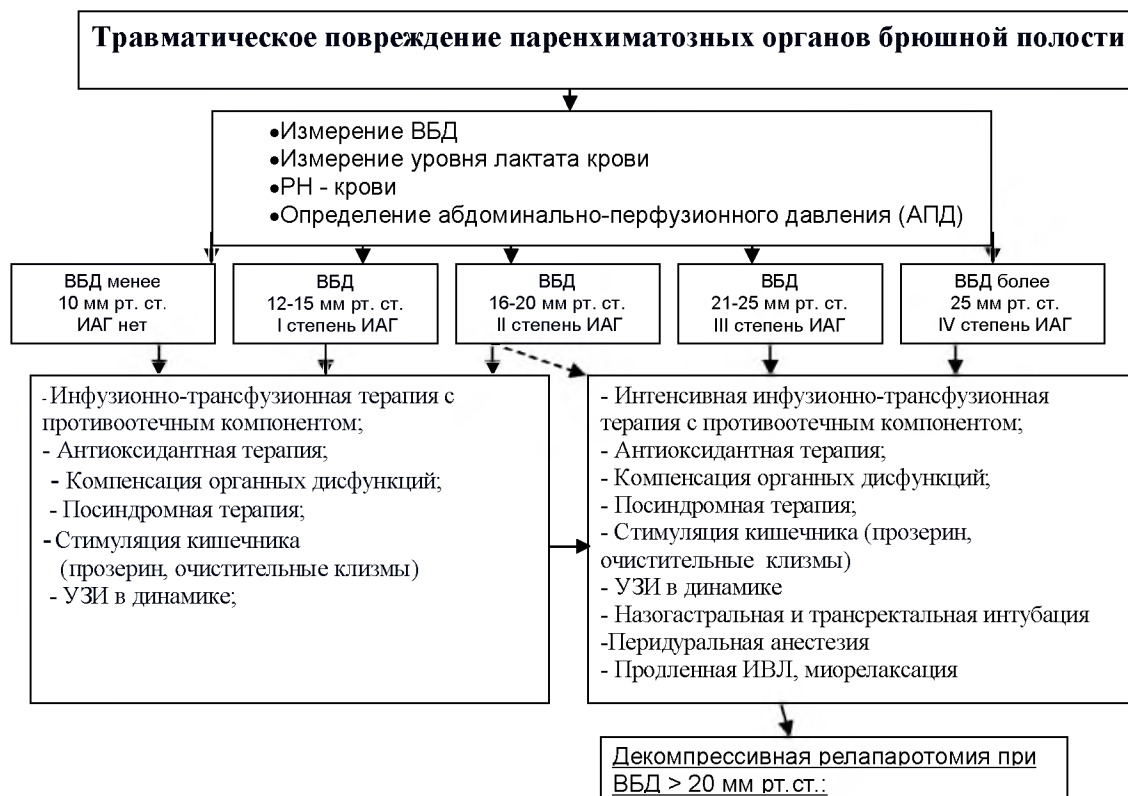 Травматическое повреждение паренхиматозных органов брюшной полости
•Измерение ВБД
•Измерение уровня лактата крови
•РН - крови
•Определение абдоминально-перфузионного давления (АПД)
ВБД менее
10 мм рт. ст.
ИАГ нет
ВБД
12-15 мм рт. ст.
I степень ИАГ
ВБД
16-20 мм рт. ст.
II степень ИАГ
ВБД
21-25 мм рт. ст.
III степень ИАГ
ВБД более
25 мм рт. ст.
IV степень ИАГ
- Инфузионно-трансфузионная терапия с
противоотечным компонентом;
- Антиоксидантная терапия;
- Компенсация органных дисфункций;
- Посиндромная терапия;
- Стимуляция кишечника
(прозерин, очистительные клизмы)
- УЗИ в динамике;
- Интенсивная инфузионно-трансфузионная
терапия с противоотечным компонентом;
- Антиоксидантная терапия;
- Компенсация органных дисфункций;
- Посиндромная терапия;
- Стимуляция кишечника (прозерин,
очистительные клизмы)
- УЗИ в динамике
- Назогастральная и трансректальная интубация
-Перидуральная анестезия
- Продленная ИВЛ, миорелаксация
Декомпрессивная релапаротомия при
ВБД > 20 мм рт.ст.: